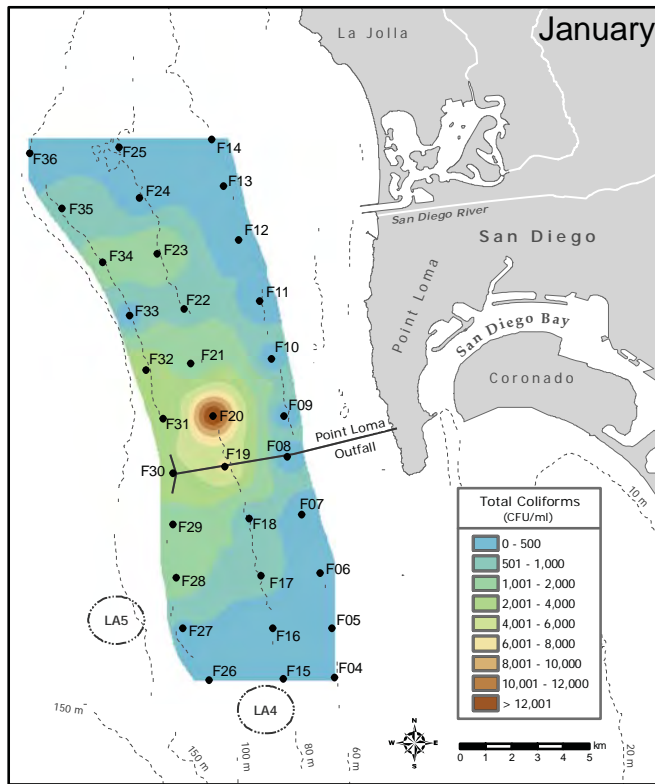 January
La Jolla
F14
F25
F36
F13
F24
F35
San Diego River
F12
San Diego
F23
F34
Point Loma
F11
F22
F33
San Diego Bay
F10
F21
F32
Coronado
F09
F20
F31
Point Loma
Outfall
F08
F19
F30
10 m
Total Coliforms
(CFU/ml)
0 - 500
501 - 1,000
1,001 - 2,000
2,001 - 4,000
4,001 - 6,000
6,001 - 8,000
8,001 - 10,000
10,001 - 12,000
> 12,001
F07
F18
F29
F06
F17
F28
LA5
F05
F16
F27
F04
F15
F26
LA4
150 m
150 m
100 m
80 m
60 m
20 m
N
W
E
S
0 1 2 3 4 5
km